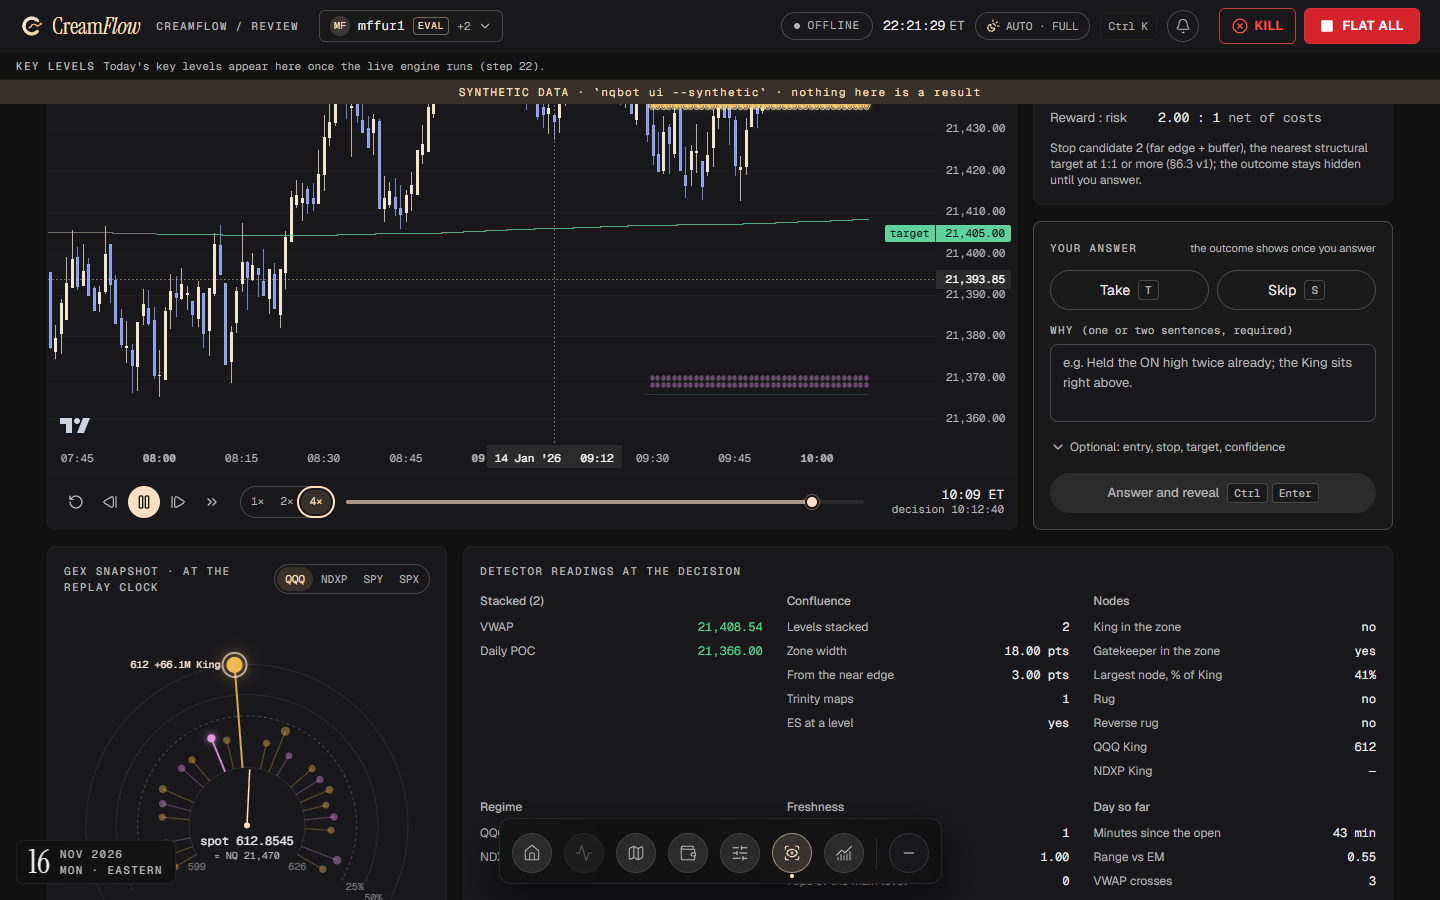 CreamFlow
CREAMFLOW / REVIEW
MF mffur1 EVAL +2
OFFLINE
22:21:29 ET
AUTO · FULL
Ctrl K
KILL
FLAT ALL
KEY LEVELS Today's key levels appear here once the live engine runs (step 22).
SYNTHETIC DATA · `nqbot ui --synthetic` · nothing here is a result
21,430.00
21,420.00
21,410.00
target 21,405.00
21,400.00
21,393.85
21,390.00
21,380.00
21,370.00
21,360.00
07:45 08:00 08:15 08:30 08:45 09 14 Jan '26 09:12 09:30 09:45 10:00
1× 2× 4×
10:09 ET
decision 10:12:40
Reward : risk 2.00 : 1 net of costs
Stop candidate 2 (far edge + buffer), the nearest structural
target at 1:1 or more (§6.3 v1); the outcome stays hidden
until you answer.
YOUR ANSWER the outcome shows once you answer
Take T
Skip S
WHY (one or two sentences, required)
e.g. Held the ON high twice already; the King sits
right above.
Optional: entry, stop, target, confidence
Answer and reveal Ctrl Enter
GEX SNAPSHOT · AT THE
REPLAY CLOCK
QQQ NDXP SPY SPX
612 +66.1M King
spot 612.8545
= NQ 21,470
599 626
25%
50%
16 NOV 2026
MON · EASTERN
DETECTOR READINGS AT THE DECISION
Stacked (2)
VWAP 21,408.54
Daily POC 21,366.00
Confluence
Levels stacked 2
Zone width 18.00 pts
From the near edge 3.00 pts
Trinity maps 1
ES at a level yes
Nodes
King in the zone no
Gatekeeper in the zone yes
Largest node, % of King 41%
Rug no
Reverse rug no
QQQ King 612
NDXP King –
Regime
Freshness
1
1.00
0
Day so far
Minutes since the open 43 min
Range vs EM 0.55
VWAP crosses 3